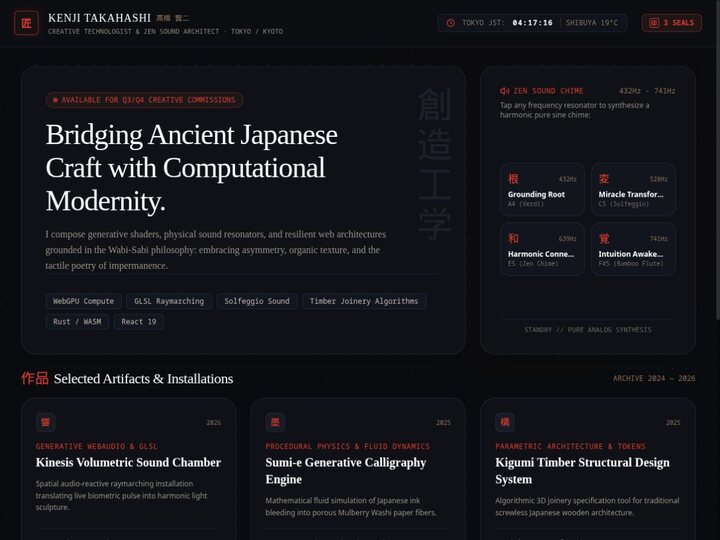 匠
KENJI TAKAHASHI 高橋 賢二
CREATIVE TECHNOLOGIST & ZEN SOUND ARCHITECT · TOKYO / KYOTO
TOKYO JST: 04:17:16 SHIBUYA 19°C
印 3 SEALS
AVAILABLE FOR Q3/Q4 CREATIVE COMMISSIONS
Bridging Ancient Japanese
Craft with Computational
Modernity.
創造工学
I compose generative shaders, physical sound resonators, and resilient web architectures
grounded in the Wabi-Sabi philosophy: embracing asymmetry, organic texture, and the
tactile poetry of impermanence.
WebGPU Compute
GLSL Raymarching
Solfeggio Sound
Timber Joinery Algorithms
Rust / WASM
React 19
ZEN SOUND CHIME 432Hz - 741Hz
Tap any frequency resonator to synthesize a
harmonic pure sine chime:
根 432Hz
Grounding Root
A4 (Verdi)
変 528Hz
Miracle Transfor...
C5 (Solfeggio)
和 639Hz
Harmonic Conne...
E5 (Zen Chime)
覚 741Hz
Intuition Awake...
F#5 (Bamboo Flute)
STANDBY // PURE ANALOG SYNTHESIS
作品 Selected Artifacts & Installations
ARCHIVE 2024 — 2026
響 2026
GENERATIVE WEBAUDIO & GLSL
Kinesis Volumetric Sound Chamber
Spatial audio-reactive raymarching installation
translating live biometric pulse into harmonic light
sculpture.
墨 2025
PROCEDURAL PHYSICS & FLUID DYNAMICS
Sumi-e Generative Calligraphy
Engine
Mathematical fluid simulation of Japanese ink
bleeding into porous Mulberry Washi paper fibers.
構 2025
PARAMETRIC ARCHITECTURE & TOKENS
Kigumi Timber Structural Design
System
Algorithmic 3D joinery specification tool for traditional
screwless Japanese wooden architecture.